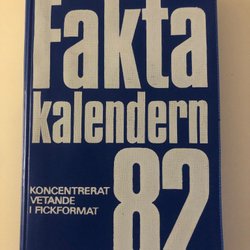 Fakta
kalendern
82
KONCENTRERAT
VETANDE
I FICKFORMAT